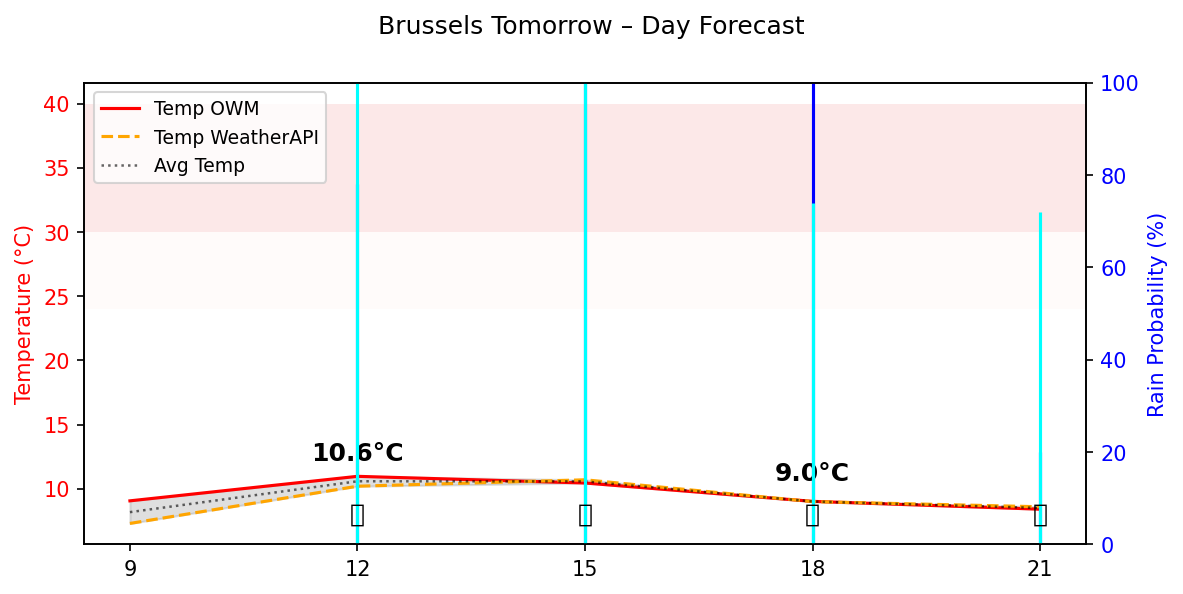 Brussels Tomorrow – Day Forecast
Temp OWM
Temp WeatherAPI
Avg Temp
Temperature (°C)
40
35
30
25
20
15
10
Rain Probability (%)
100
80
60
40
20
0
10.6°C
9.0°C
9
12
15
18
21